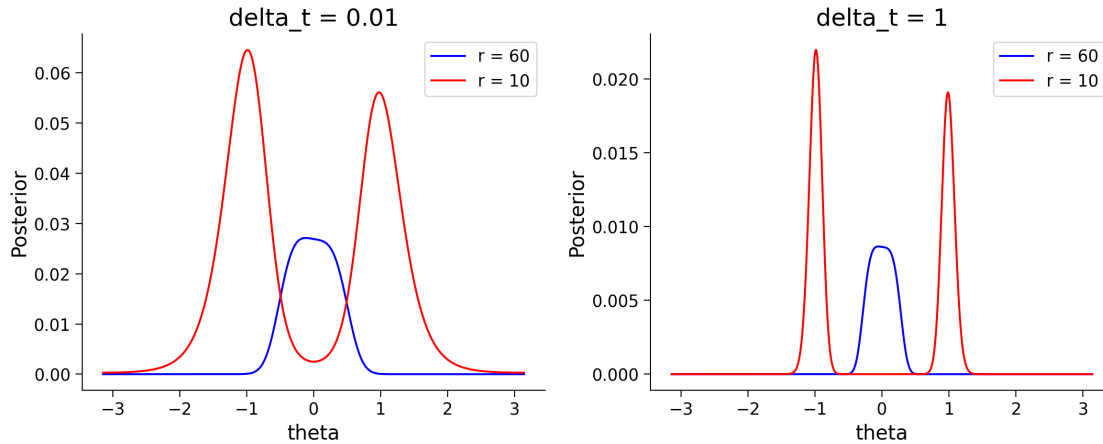 delta_t = 0.01
Posterior
0.06
0.05
0.04
0.03
0.02
0.01
0.00
r = 60
r = 10
−3 −2 −1 0 1 2 3
theta
delta_t = 1
Posterior
0.020
0.015
0.010
0.005
0.000
r = 60
r = 10
−3 −2 −1 0 1 2 3
theta